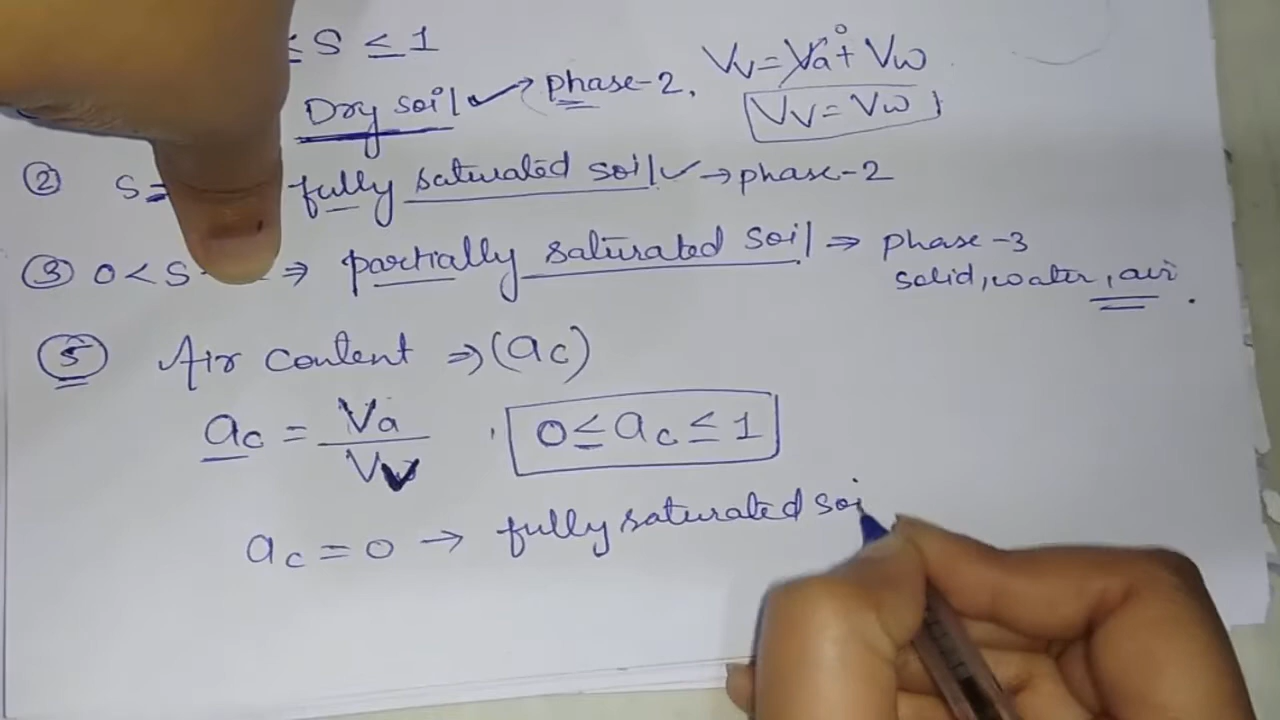 ≤ S ≤ 1
Dry soil → phase-2, Vv = Va⁰ + Vw
Vv = Vw
② S= fully saturated soil ✓ → phase-2
③ 0 < S ⇒ partially saturated soil ⇒ phase-3
solid, water, air.
⑤ Air content ⇒ (ac)
ac = Va / Vv , 0 ≤ ac ≤ 1
ac = 0 → fully saturated soi